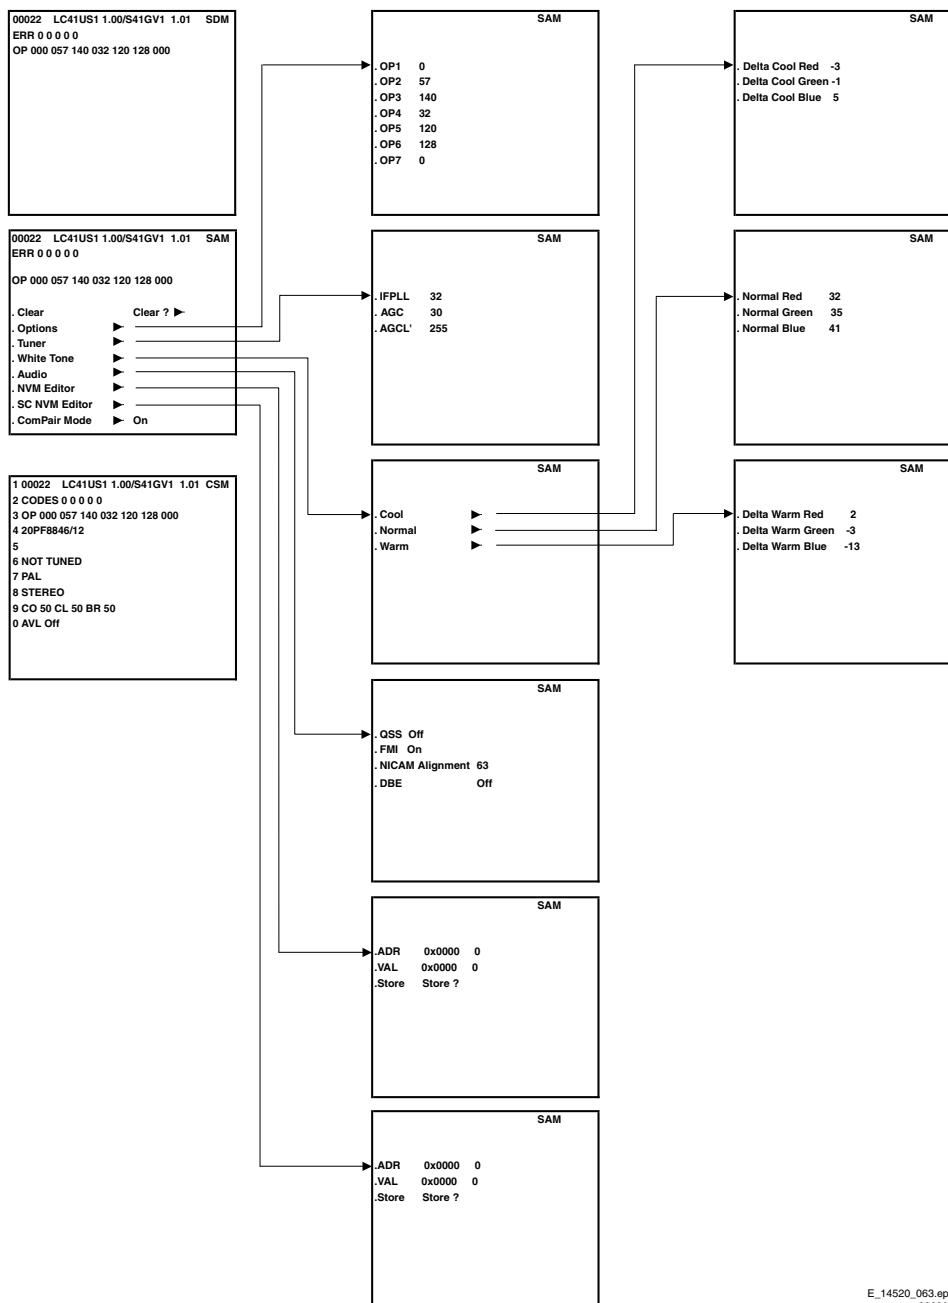 00022 LC41US1 1.00/S41GV1 1.01 SDM
ERR 0 0 0 0 0
OP 000 057 140 032 120 128 000
00022 LC41US1 1.00/S41GV1 1.01 SAM
ERR 0 0 0 0 0
OP 000 057 140 032 120 128 000
. Clear Clear ? ►
. Options ►
. Tuner ►
. White Tone ►
. Audio ►
. NVM Editor ►
. SC NVM Editor ►
. ComPair Mode ► On
1 00022 LC41US1 1.00/S41GV1 1.01 CSM
2 CODES 0 0 0 0 0
3 OP 000 057 140 032 120 128 000
4 20PF8846/12
5
6 NOT TUNED
7 PAL
8 STEREO
9 CO 50 CL 50 BR 50
0 AVL Off
SAM
. OP1 0
. OP2 57
. OP3 140
. OP4 32
. OP5 120
. OP6 128
. OP7 0
SAM
. IFPLL 32
. AGC 30
. AGCL' 255
SAM
. Cool ►
. Normal ►
. Warm ►
SAM
. QSS Off
. FMI On
. NICAM Alignment 63
. DBE Off
SAM
.ADR 0x0000 0
.VAL 0x0000 0
.Store Store ?
SAM
.ADR 0x0000 0
.VAL 0x0000 0
.Store Store ?
SAM
. Delta Cool Red -3
. Delta Cool Green -1
. Delta Cool Blue 5
SAM
. Normal Red 32
. Normal Green 35
. Normal Blue 41
SAM
. Delta Warm Red 2
. Delta Warm Green -3
. Delta Warm Blue -13
E_14520_063.ep